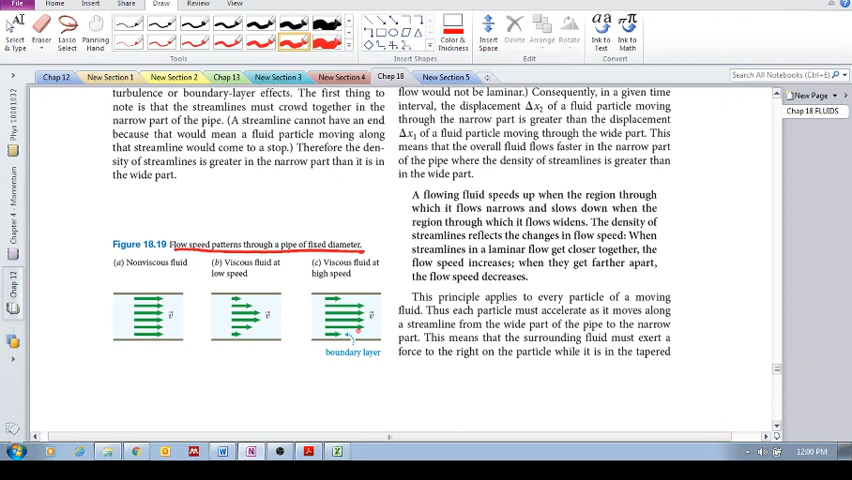 Home
Insert
Share
Draw
Review
View
Select
& Type
Eraser
Lasso
Select
Panning
Hand
Tools
Insert Shapes
Color &
Thickness
Insert
Space
Delete
Arrange
Rotate
Edit
Ink to
Text
Ink to
Math
Convert
Chap 12
New Section 1
New Section 2
Chap 13
New Section 3
New Section 4
Chap 18
New Section 5
Search All Notebooks (Ctrl+E)
New Page
Chap 18 FLUIDS
Phys 10001032
Chapter 4 - Momentum
Chap 12
turbulence or boundary-layer effects. The first thing to
note is that the streamlines must crowd together in the
narrow part of the pipe. (A streamline cannot have an end
because that would mean a fluid particle moving along
that streamline would come to a stop.) Therefore the den-
sity of streamlines is greater in the narrow part than it is in
the wide part.
Figure 18.19 Flow speed patterns through a pipe of fixed diameter.
(a) Nonviscous fluid
(b) Viscous fluid at
low speed
(c) Viscous fluid at
high speed
boundary layer
flow would not be laminar.) Consequently, in a given time
interval, the displacement Δx₂ of a fluid particle moving
through the narrow part is greater than the displacement
Δx₁ of a fluid particle moving through the wide part. This
means that the overall fluid flows faster in the narrow part
of the pipe where the density of streamlines is greater than
in the wide part.
A flowing fluid speeds up when the region through
which it flows narrows and slows down when the
region through which it flows widens. The density of
streamlines reflects the changes in flow speed: When
streamlines in a laminar flow get closer together, the
flow speed increases; when they get farther apart,
the flow speed decreases.
This principle applies to every particle of a moving
fluid. Thus each particle must accelerate as it moves along
a streamline from the wide part of the pipe to the narrow
part. This means that the surrounding fluid must exert a
force to the right on the particle while it is in the tapered
12:00 PM